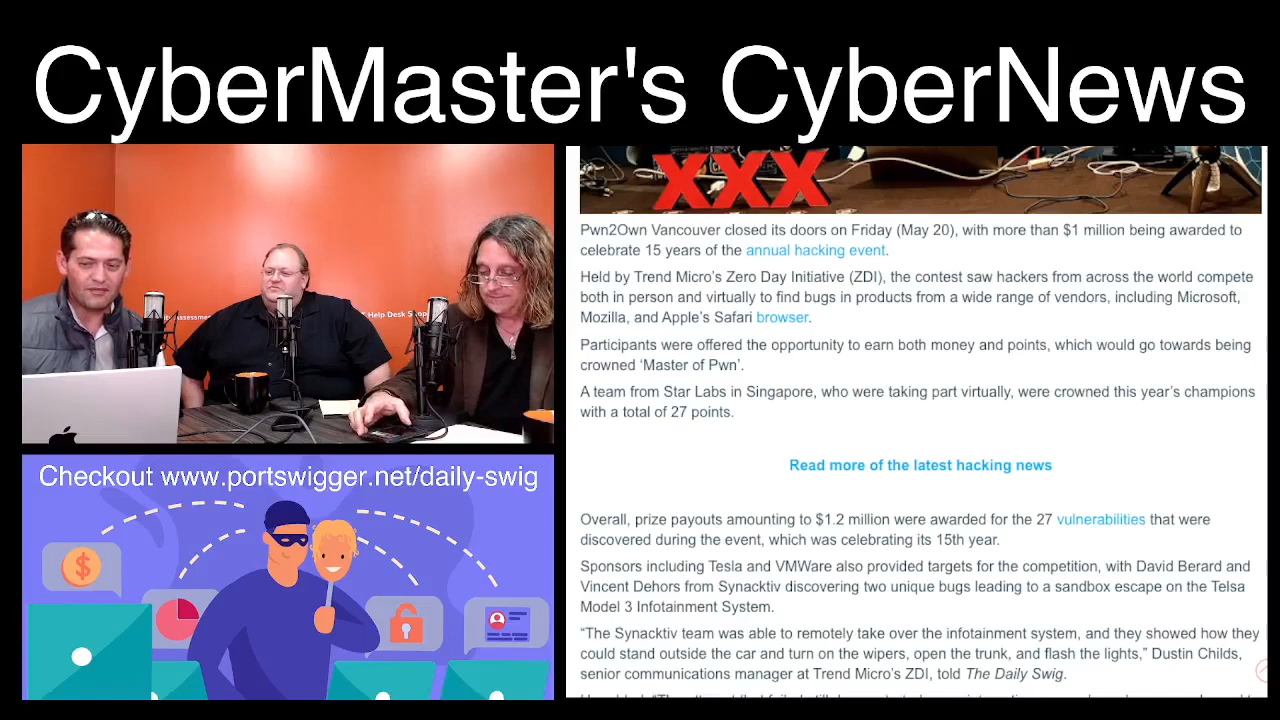 CyberMaster's CyberNews
XXX
Help Desk
Checkout www.portswigger.net/daily-swig
Pwn2Own Vancouver closed its doors on Friday (May 20), with more than $1 million being awarded to
celebrate 15 years of the annual hacking event.
Held by Trend Micro’s Zero Day Initiative (ZDI), the contest saw hackers from across the world compete
both in person and virtually to find bugs in products from a wide range of vendors, including Microsoft,
Mozilla, and Apple’s Safari browser.
Participants were offered the opportunity to earn both money and points, which would go towards being
crowned ‘Master of Pwn’.
A team from Star Labs in Singapore, who were taking part virtually, were crowned this year’s champions
with a total of 27 points.
Read more of the latest hacking news
Overall, prize payouts amounting to $1.2 million were awarded for the 27 vulnerabilities that were
discovered during the event, which was celebrating its 15th year.
Sponsors including Tesla and VMWare also provided targets for the competition, with David Berard and
Vincent Dehors from Synacktiv discovering two unique bugs leading to a sandbox escape on the Telsa
Model 3 Infotainment System.
“The Synacktiv team was able to remotely take over the infotainment system, and they showed how they
could stand outside the car and turn on the wipers, open the trunk, and flash the lights,” Dustin Childs,
senior communications manager at Trend Micro’s ZDI, told The Daily Swig.